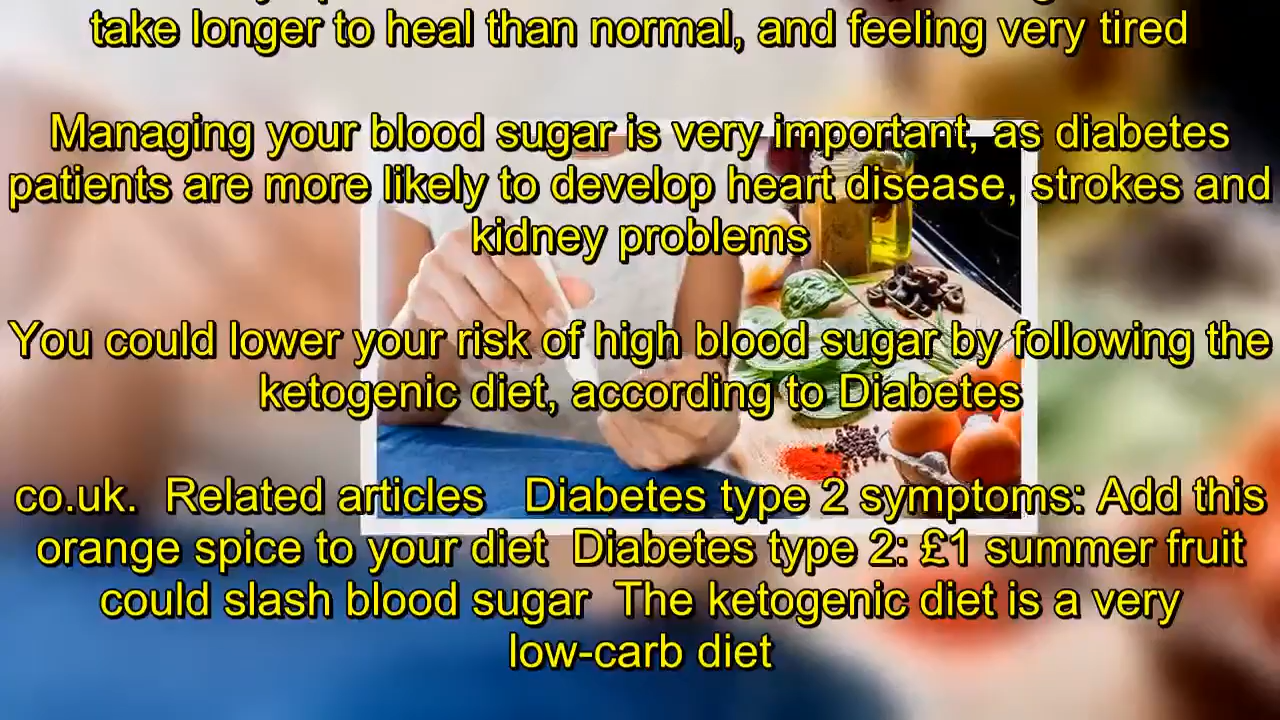 take longer to heal than normal, and feeling very tired
Managing your blood sugar is very important, as diabetes
patients are more likely to develop heart disease, strokes and
kidney problems
You could lower your risk of high blood sugar by following the
ketogenic diet, according to Diabetes
co.uk.  Related articles   Diabetes type 2 symptoms: Add this
orange spice to your diet  Diabetes type 2: £1 summer fruit
could slash blood sugar  The ketogenic diet is a very
low-carb diet